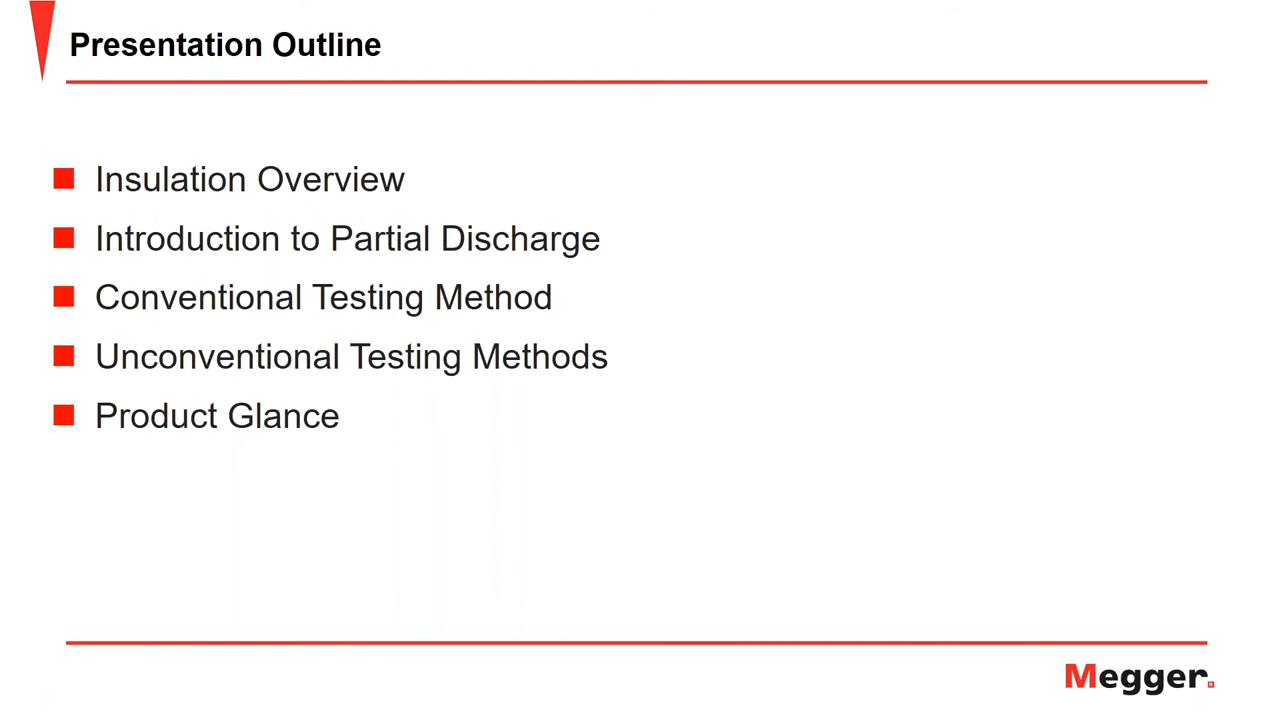 Presentation Outline
Insulation Overview
Introduction to Partial Discharge
Conventional Testing Method
Unconventional Testing Methods
Product Glance
Megger.